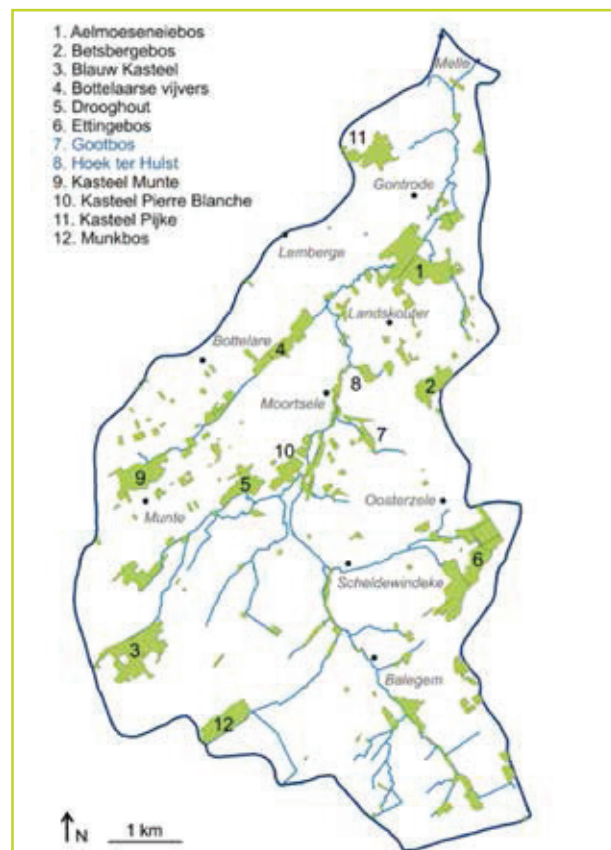 1. Aelmoeseneiebos
2. Betsbergebos
3. Blauw Kasteel
4. Bottelaarse vijvers
5. Drooghout
6. Ettingebos
7. Gootbos
8. Hoek ter Hulst
9. Kasteel Munte
10. Kasteel Pierre Blanche
11. Kasteel Pijke
12. Munkbos
Melle
11
Gontrode
Lemberge
1
Landskouter
Bottelare
4
8
2
Moortsele
7
10
9
5
Munte
Oosterzele
6
Scheldewindeke
3
Balegem
12
N
1 km